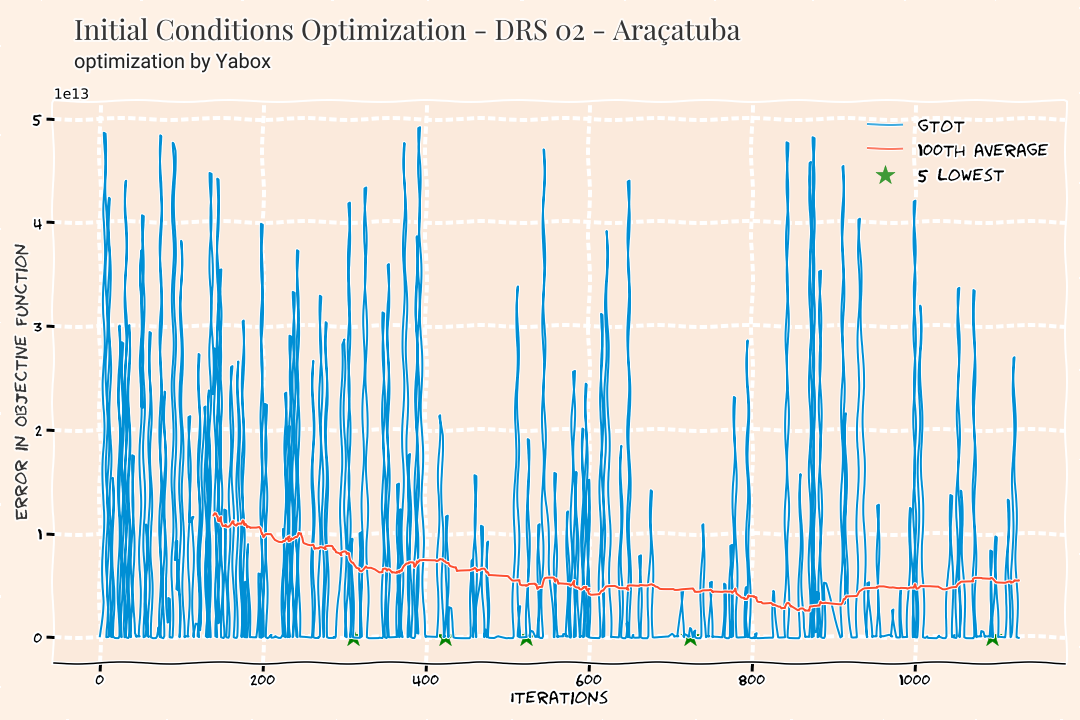 Initial Conditions Optimization - DRS 02 - Araçatuba
optimization by Yabox
1e13
GTOT
100TH AVERAGE
5 LOWEST
5
4
3
2
1
0
ERROR IN OBJECTIVE FUNCTION
0 200 400 600 800 1000
ITERATIONS